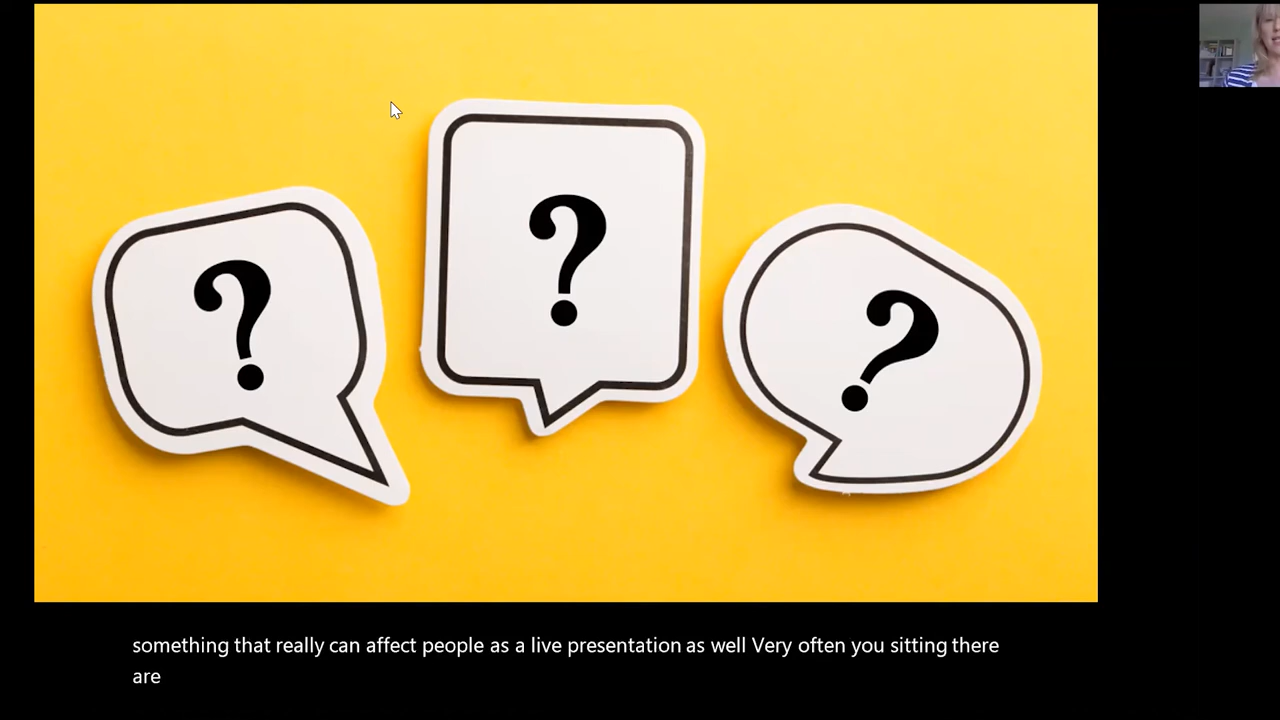 ? ? ?
something that really can affect people as a live presentation as well Very often you sitting there
are